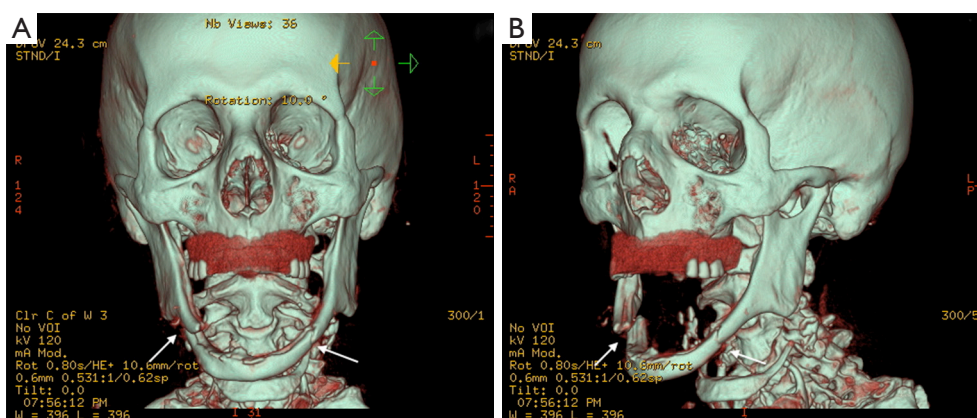 A
Nb Views: 36
DFOV 24.3 cm
STND/I
Rotation: 10.0 °
R
1
2
4
L
1
2
0
Clr C of W 3
No VOI
kV 120
mA Mod.
Rot 0.80s/HE+ 10.6mm/rot
0.6mm 0.531:1/0.62sp
Tilt: 0.0
07:56:12 PM
W = 396 L = 396
300/1
I 31
B
DFOV 24.3 cm
STND/I
R
A
L
P
No VOI
kV 120
mA Mod.
Rot 0.80s/HE+ 10.6mm/rot
0.6mm 0.531:1/0.62sp
Tilt: 0.0
07:56:12 PM
W = 396 L = 396
300/5
I